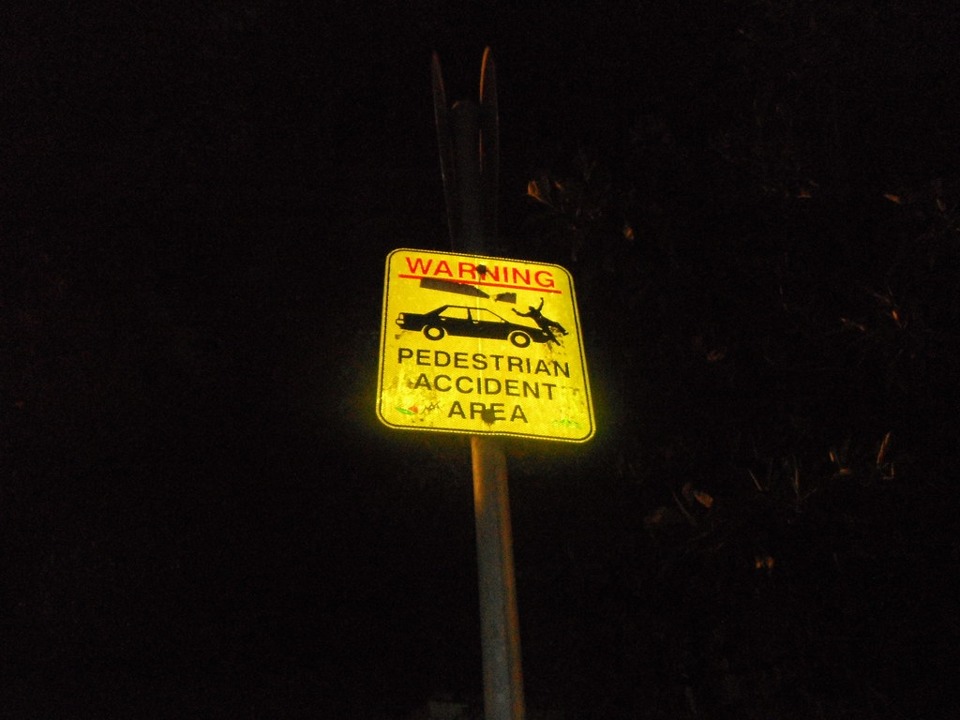 WARNING
PEDESTRIAN
ACCIDENT
AREA